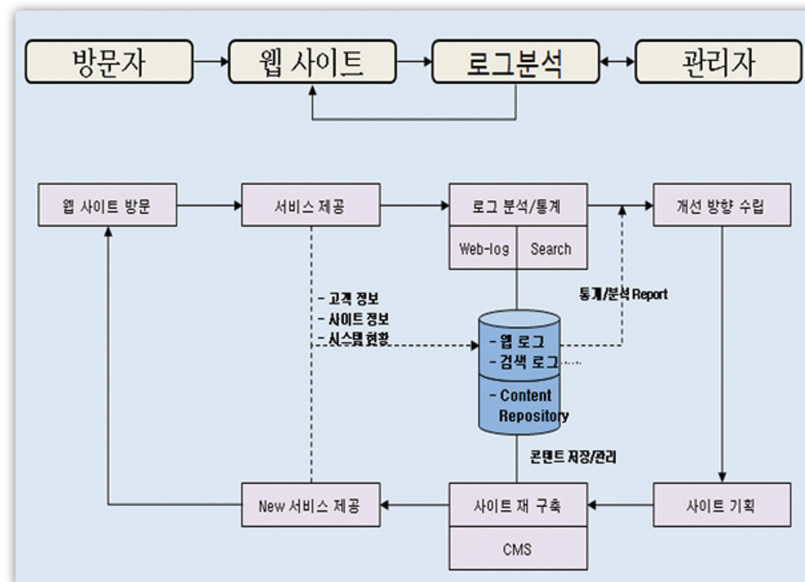 방문자
웹 사이트
로그분석
관리자
웹 사이트 방문
서비스 제공
로그 분석/통계
개선 방향 수립
Web-log
Search
- 고객 정보
- 사이트 정보
- 시스템 현황
통계/분석 Report
- 웹 로그
- 검색 로그......
- Content
Repository
콘텐트 저장/관리
New 서비스 제공
사이트 재 구축
사이트 기획
CMS